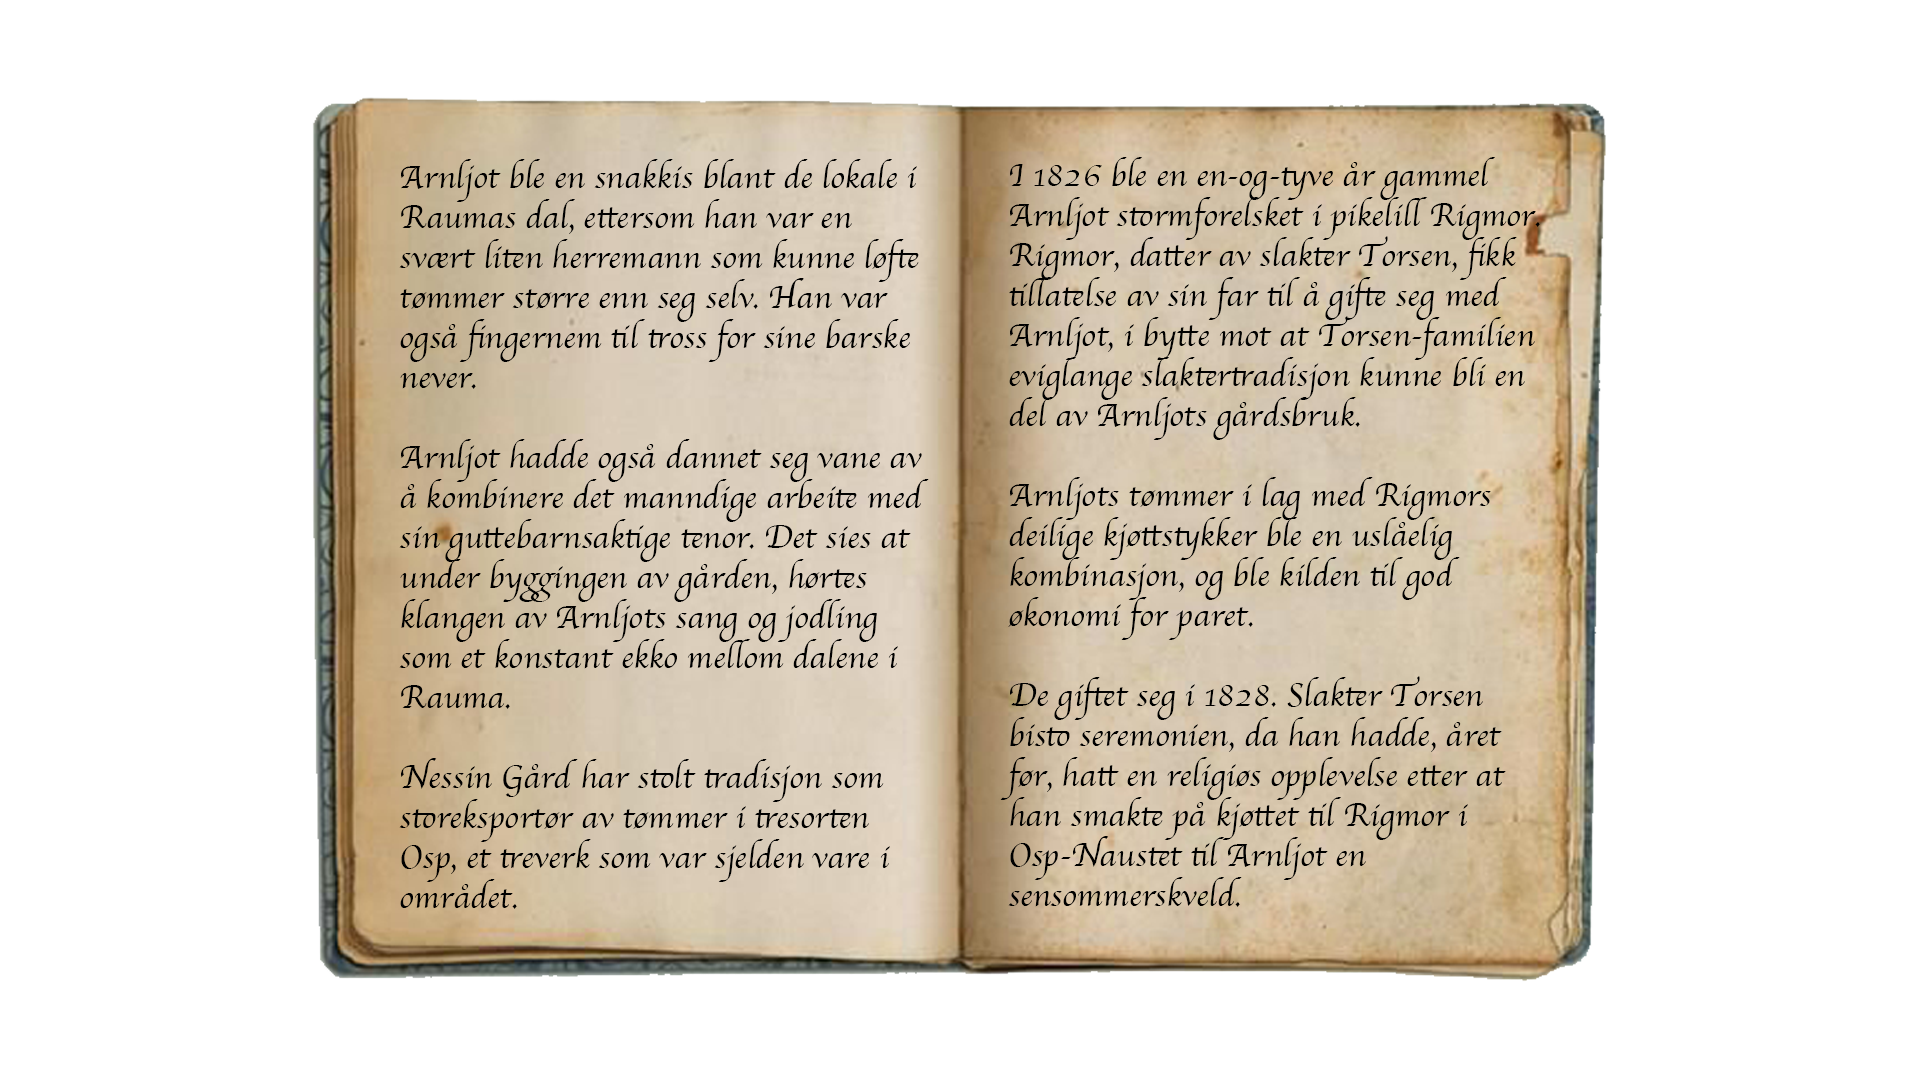 Arnljot ble en snakkis blant de lokale i
Raumas dal, ettersom han var en
svært liten herremann som kunne løfte
tømmer større enn seg selv. Han var
også fingernem til tross for sine barske
never.
Arnljot hadde også dannet seg vane av
å kombinere det manndige arbeite med
sin guttebarnsaktige tenor. Det sies at
under byggingen av gården, hørtes
klangen av Arnljots sang og jodling
som et konstant ekko mellom dalene i
Rauma.
Nessin Gård har stolt tradisjon som
storeksportør av tømmer i tresorten
Osp, et treverk som var sjelden vare i
området.
I 1826 ble en en-og-tyve år gammel
Arnljot stormforelsket i pikelill Rigmor.
Rigmor, datter av slakter Torsen, fikk
tillatelse av sin far til å gifte seg med
Arnljot, i bytte mot at Torsen-familien
eviglange slaktertradisjon kunne bli en
del av Arnljots gårdsbruk.
Arnljots tømmer i lag med Rigmors
deilige kjøttstykker ble en uslåelig
kombinasjon, og ble kilden til god
økonomi for paret.
De giftet seg i 1828. Slakter Torsen
bisto seremonien, da han hadde, året
før, hatt en religiøs opplevelse etter at
han smakte på kjøttet til Rigmor i
Osp-Naustet til Arnljot en
sensommerskveld.